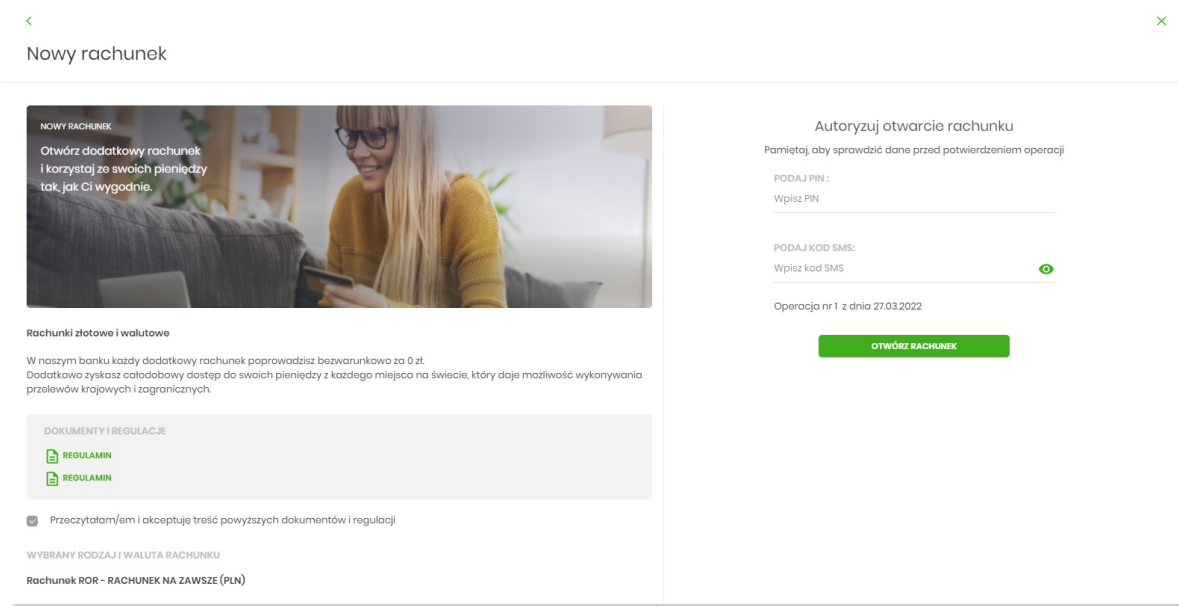 Nowy rachunek
NOWY RACHUNEK
Otwórz dodatkowy rachunek
i korzystaj ze swoich pieniędzy
tak, jak Ci wygodnie.
Rachunki złotowe i walutowe
W naszym banku każdy dodatkowy rachunek poprowadzisz bezwarunkowo za 0 zł.
Dodatkowo zyskasz całodobowy dostęp do swoich pieniędzy z każdego miejsca na świecie, który daje możliwość wykonywania
przelewów krajowych i zagranicznych.
DOKUMENTY I REGULACJE
REGULAMIN
REGULAMIN
Przeczytałam/em i akceptuję treść powyższych dokumentów i regulacji
WYBRANY RODZAJ I WALUTA RACHUNKU
Rachunek ROR - RACHUNEK NA ZAWSZE (PLN)
Autoryzuj otwarcie rachunku
Pamiętaj, aby sprawdzić dane przed potwierdzeniem operacji
PODAJ PIN :
Wpisz PIN
PODAJ KOD SMS:
Wpisz kod SMS
Operacja nr 1 z dnia 27.03.2022
OTWÓRZ RACHUNEK